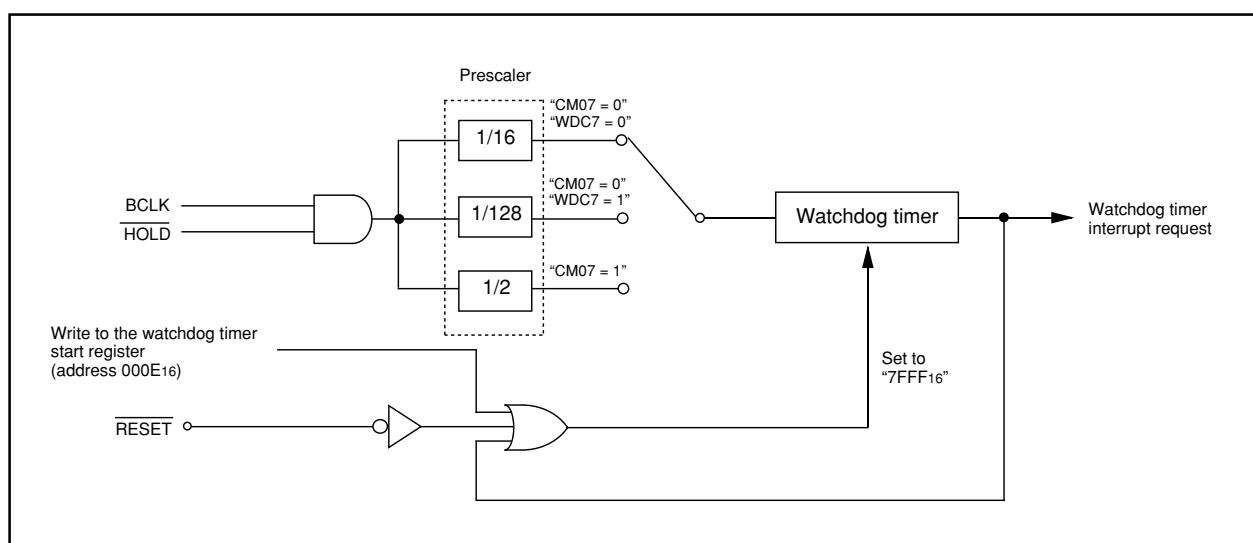 Prescaler
“CM07 = 0”
“WDC7 = 0”
1/16
“CM07 = 0”
“WDC7 = 1”
BCLK
HOLD
1/128
Watchdog timer
Watchdog timer
interrupt request
“CM07 = 1”
1/2
Write to the watchdog timer
start register
(address 000E16)
Set to
“7FFF16”
RESET